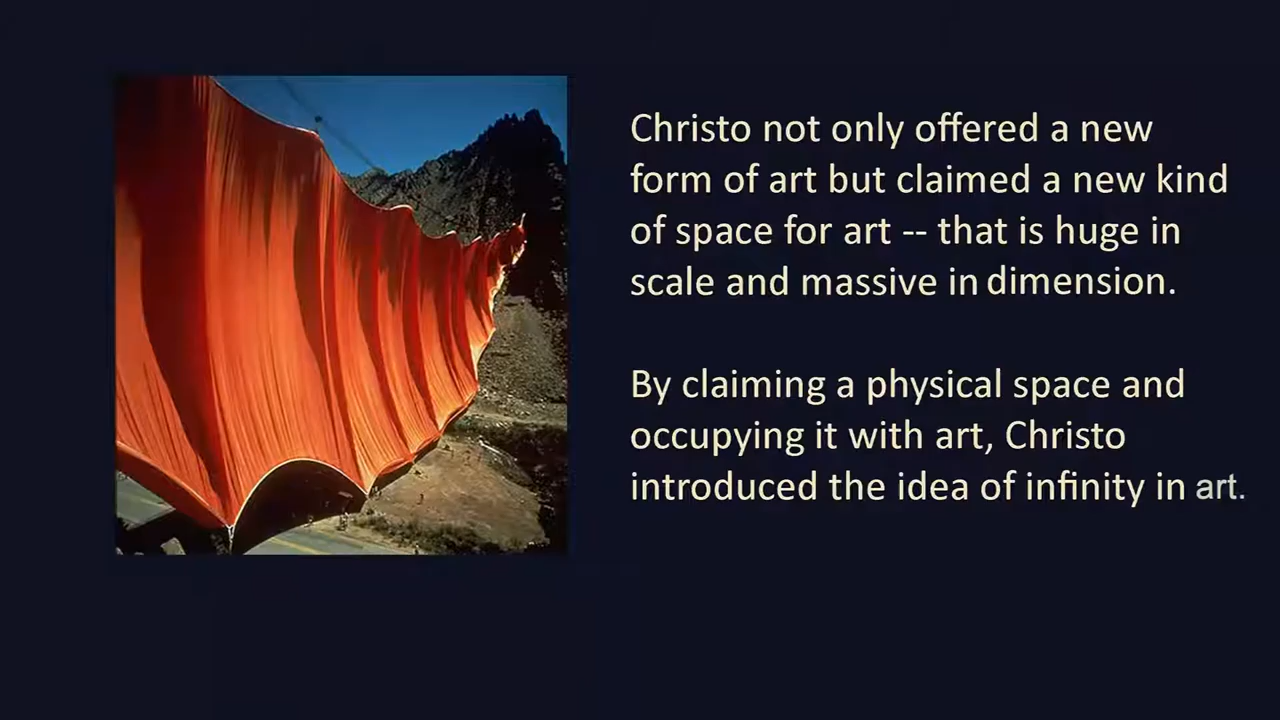 Christo not only offered a new
form of art but claimed a new kind
of space for art -- that is huge in
scale and massive in dimension.
By claiming a physical space and
occupying it with art, Christo
introduced the idea of infinity in art.